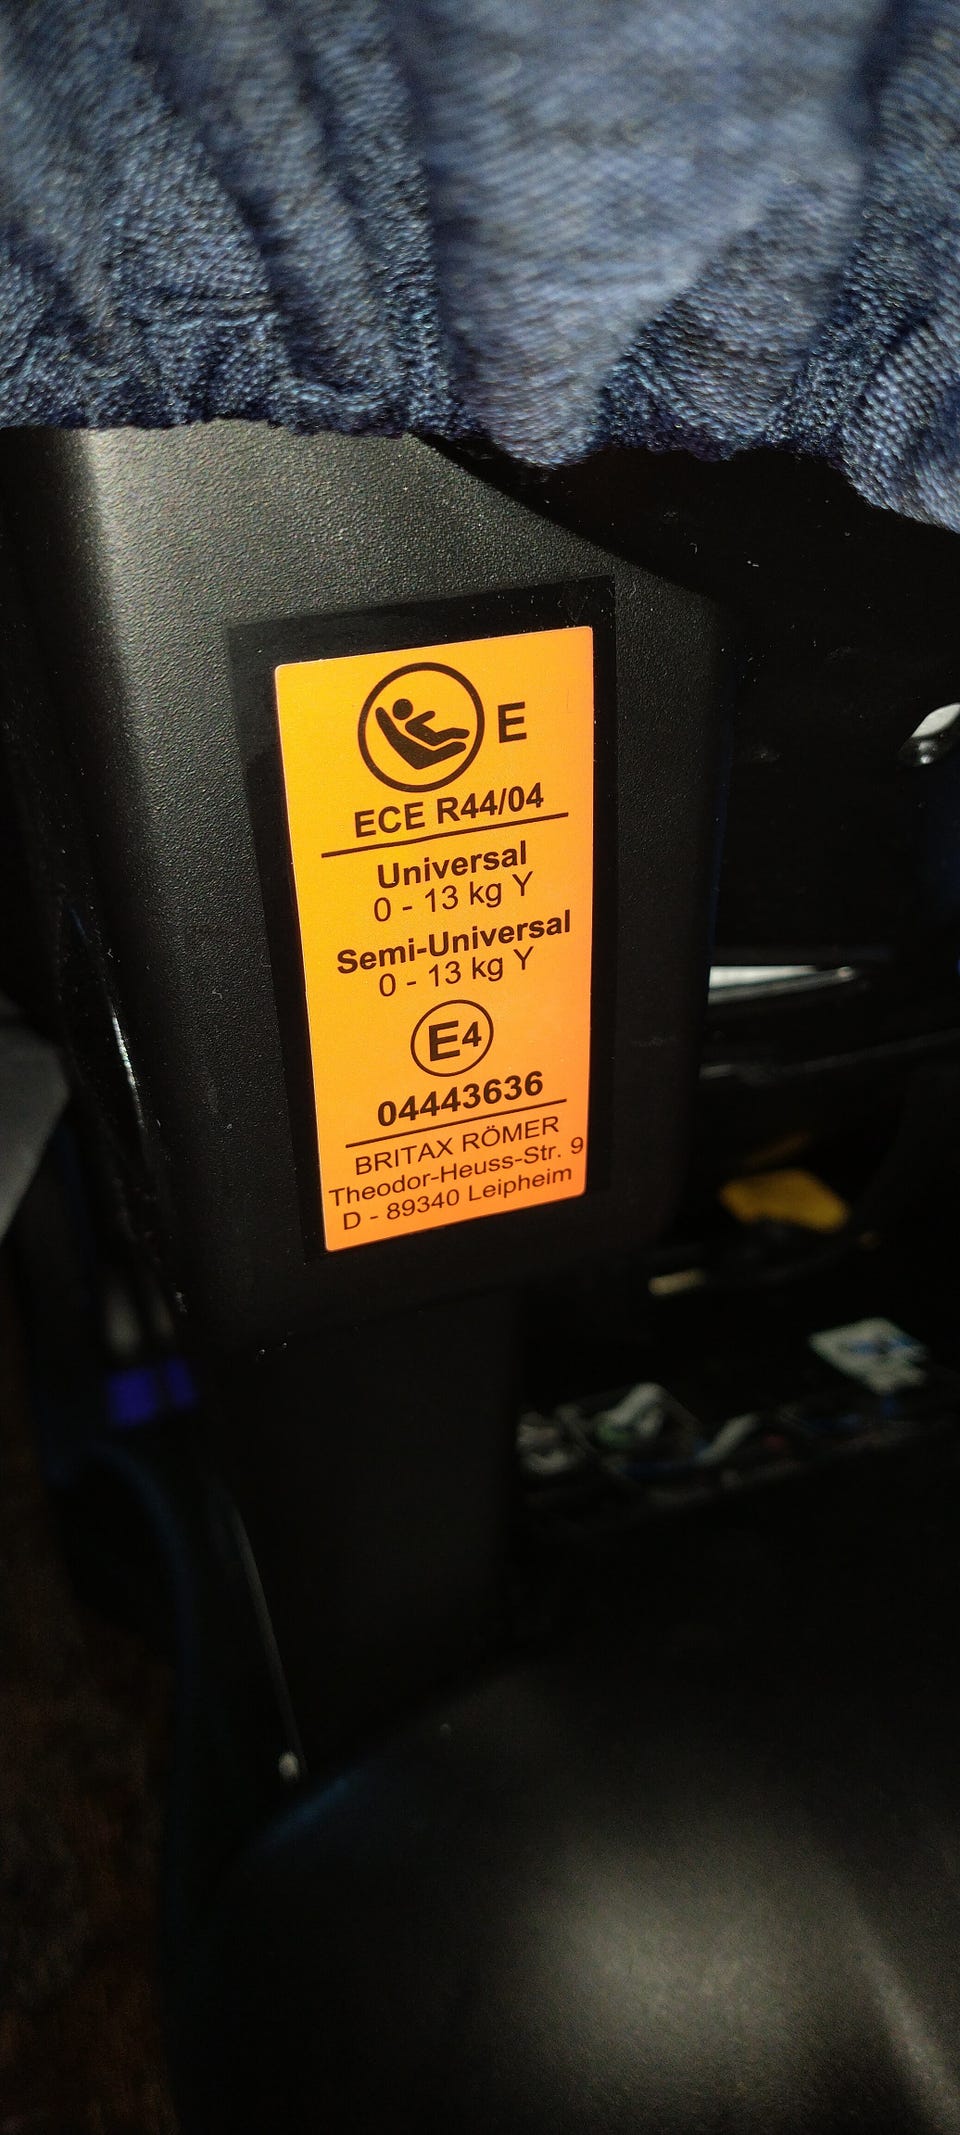 E
ECE R44/04
Universal
0 - 13 kg Y
Semi-Universal
0 - 13 kg Y
E4
04443636
BRITAX RÖMER
Theodor-Heuss-Str. 9
D - 89340 Leipheim